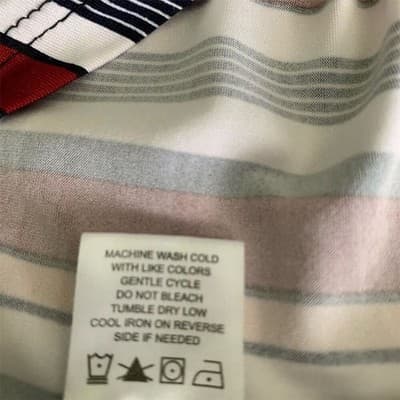 MACHINE WASH COLD
WITH LIKE COLORS
GENTLE CYCLE
DO NOT BLEACH
TUMBLE DRY LOW
COOL IRON ON REVERSE
SIDE IF NEEDED